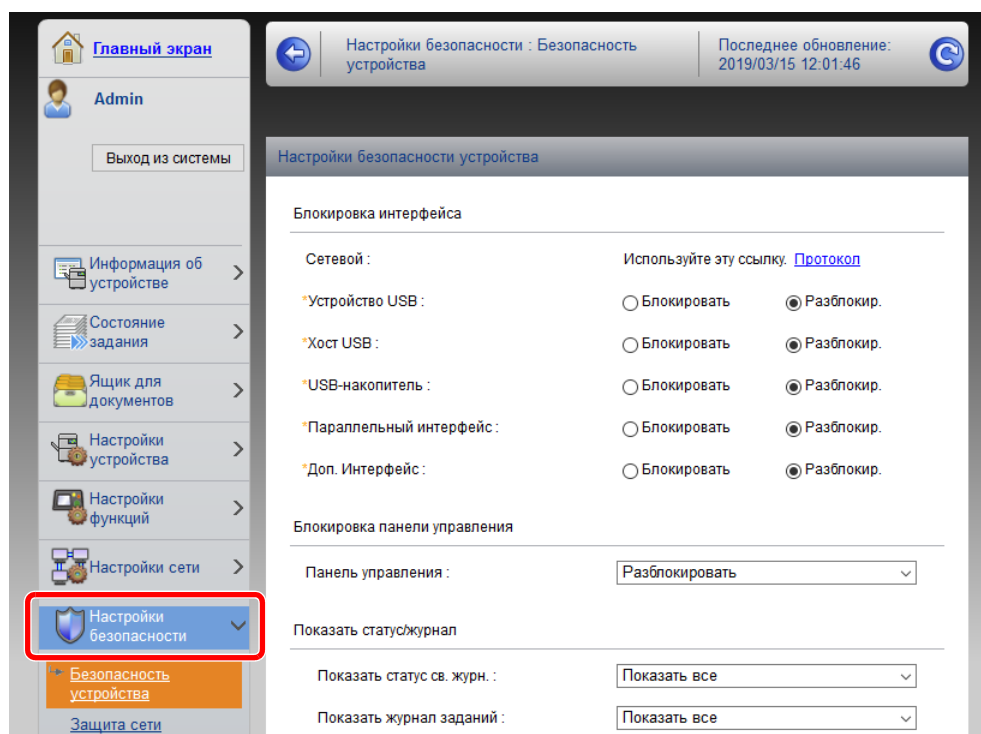 Главный экран
Admin
Выход из системы
Информация об
устройстве
Состояние
задания
Ящик для
документов
Настройки
устройства
Настройки
функций
Настройки сети
Настройки
безопасности
Безопасность
устройства
Защита сети
Настройки безопасности : Безопасность
устройства
Последнее обновление:
2019/03/15 12:01:46
Настройки безопасности устройства
Блокировка интерфейса
Сетевой : Используйте эту ссылку. Протокол
*Устройство USB : Блокировать Разблокир.
*Хост USB : Блокировать Разблокир.
*USB-накопитель : Блокировать Разблокир.
*Параллельный интерфейс : Блокировать Разблокир.
*Доп. Интерфейс : Блокировать Разблокир.
Блокировка панели управления
Панель управления : Разблокировать
Показать статус/журнал
Показать статус св. журн. : Показать все
Показать журнал заданий : Показать все